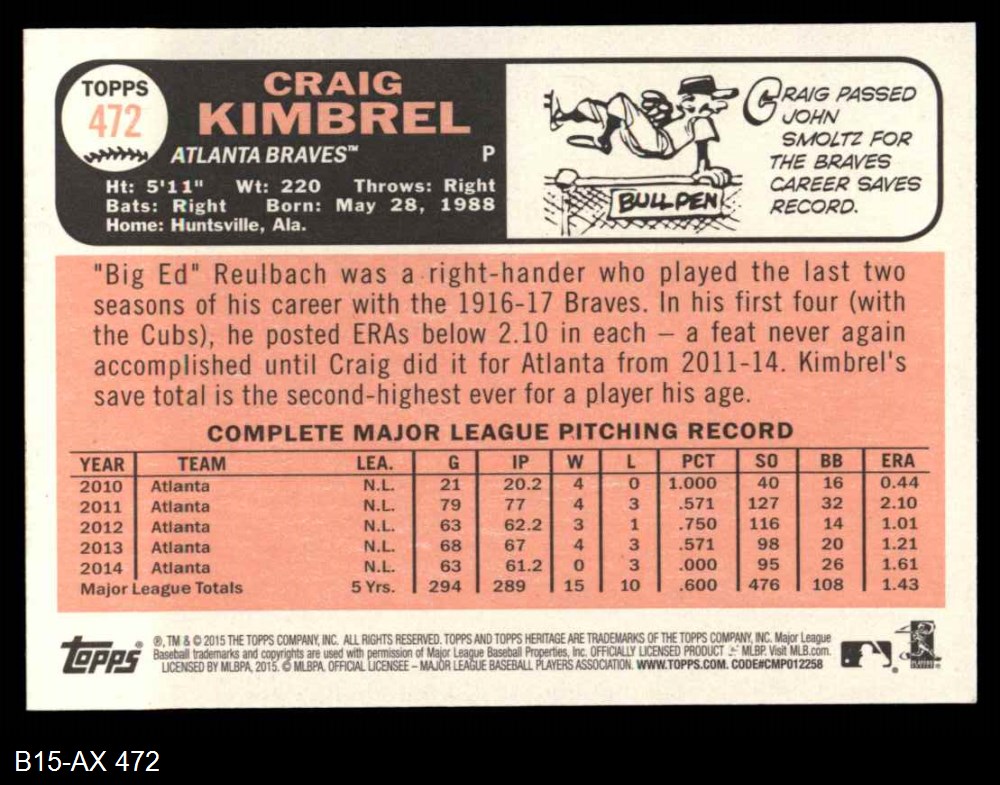 TOPPS
472
CRAIG
KIMBREL
ATLANTA BRAVES™ P
Ht: 5'11" Wt: 220 Throws: Right
Bats: Right Born: May 28, 1988
Home: Huntsville, Ala.
CRAIG PASSED
JOHN
SMOLTZ FOR
THE BRAVES
CAREER SAVES
RECORD.
BULLPEN
"Big Ed" Reulbach was a right-hander who played the last two
seasons of his career with the 1916-17 Braves. In his first four (with
the Cubs), he posted ERAs below 2.10 in each – a feat never again
accomplished until Craig did it for Atlanta from 2011-14. Kimbrel's
save total is the second-highest ever for a player his age.
COMPLETE MAJOR LEAGUE PITCHING RECORD
YEAR TEAM LEA. G IP W L PCT SO BB ERA
2010 Atlanta N.L. 21 20.2 4 0 1.000 40 16 0.44
2011 Atlanta N.L. 79 77 4 3 .571 127 32 2.10
2012 Atlanta N.L. 63 62.2 3 1 .750 116 14 1.01
2013 Atlanta N.L. 68 67 4 3 .571 98 20 1.21
2014 Atlanta N.L. 63 61.2 0 3 .000 95 26 1.61
Major League Totals 5 Yrs. 294 289 15 10 .600 476 108 1.43
Topps®
®, TM & © 2015 THE TOPPS COMPANY, INC. ALL RIGHTS RESERVED. TOPPS AND TOPPS HERITAGE ARE TRADEMARKS OF THE TOPPS COMPANY, INC. Major League
Baseball trademarks and copyrights are used with permission of Major League Baseball Properties, Inc. OFFICIALLY LICENSED PRODUCT – MLBP. Visit MLB.com.
LICENSED BY MLBPA, 2015. © MLBPA, OFFICIAL LICENSEE – MAJOR LEAGUE BASEBALL PLAYERS ASSOCIATION. WWW.TOPPS.COM. CODE#CMP012258
B15-AX 472